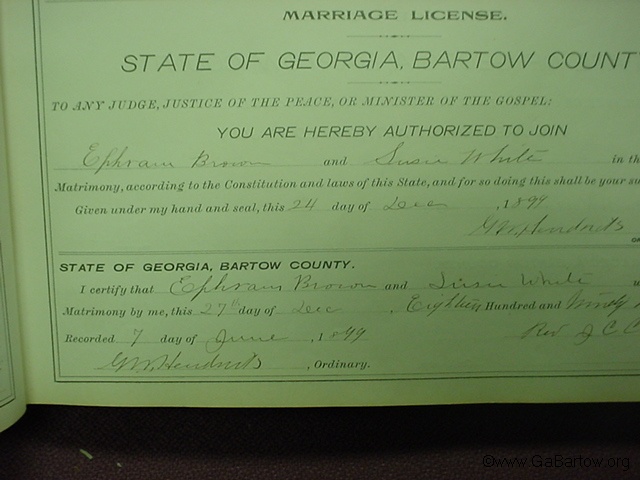 MARRIAGE LICENSE.
STATE OF GEORGIA, BARTOW COUNT
TO ANY JUDGE, JUSTICE OF THE PEACE, OR MINISTER OF THE GOSPEL:
YOU ARE HEREBY AUTHORIZED TO JOIN
Ephram Brown and Susie White in th
Matrimony, according to the Constitution and laws of this State, and for so doing this shall be your su
Given under my hand and seal, this 24 day of Dec , 1899
G.W. Hendricks
STATE OF GEORGIA, BARTOW COUNTY.
I certify that Ephram Brown and Susie White
Matrimony by me, this 27th day of Dec , Eighteen Hundred and Ninety
Recorded 7 day of June , 1899 Rev J C C
G.W. Hendricks , Ordinary.
©www.GaBartow.org